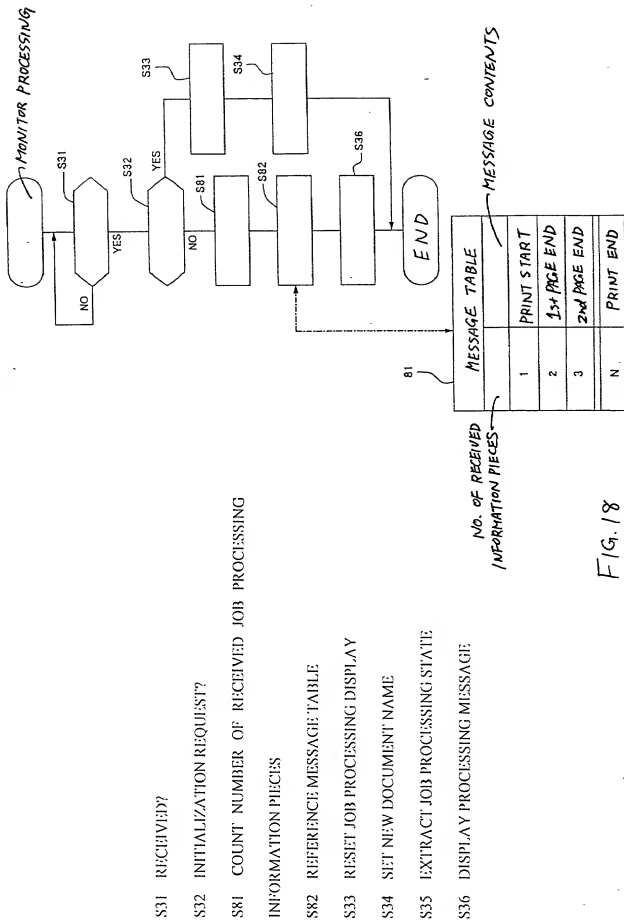 MONITOR PROCESSING
S31
NO
YES
S32
YES
NO
S33
S34
S81
S82
S36
END
81
MESSAGE TABLE
NO. OF RECEIVED
INFORMATION PIECES
MESSAGE CONTENTS
1 PRINT START
2 1st PAGE END
3 2nd PAGE END
N PRINT END
S31 RECEIVED?
S32 INITIALIZATION REQUEST?
S81 COUNT NUMBER OF RECEIVED JOB PROCESSING
INFORMATION PIECES
S82 REFERENCE MESSAGE TABLE
S33 RESET JOB PROCESSING DISPLAY
S34 SET NEW DOCUMENT NAME
S35 EXTRACT JOB PROCESSING STATE
S36 DISPLAY PROCESSING MESSAGE
FIG. 18